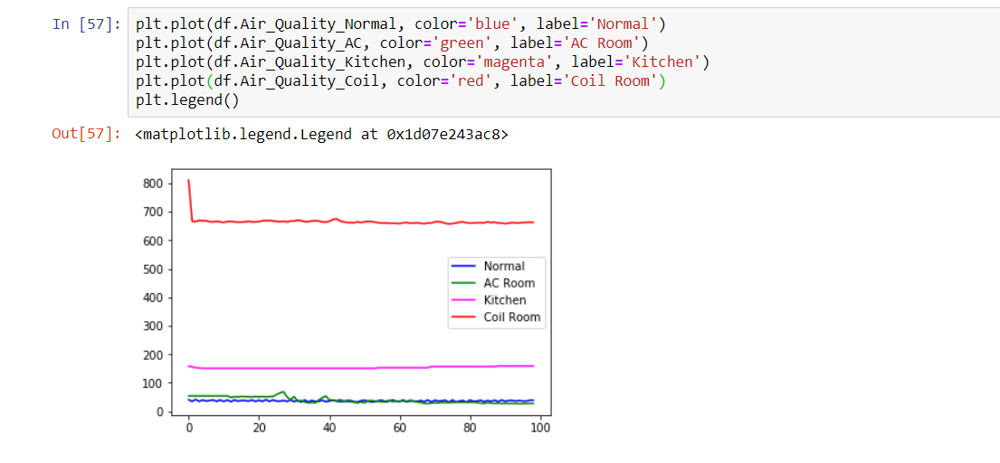 In [57]: plt.plot(df.Air_Quality_Normal, color='blue', label='Normal')
plt.plot(df.Air_Quality_AC, color='green', label='AC Room')
plt.plot(df.Air_Quality_Kitchen, color='magenta', label='Kitchen')
plt.plot(df.Air_Quality_Coil, color='red', label='Coil Room')
plt.legend()
Out[57]: <matplotlib.legend.Legend at 0x1d07e243ac8>
800
700
600
500
400
300
200
100
0
Normal
AC Room
Kitchen
Coil Room
0 20 40 60 80 100